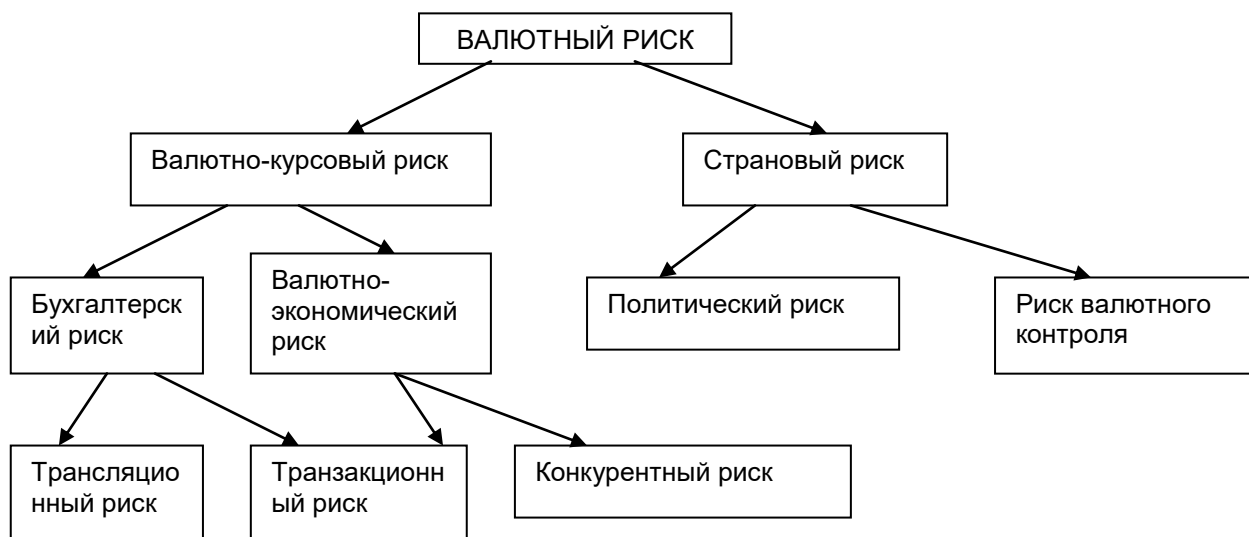 ВАЛЮТНЫЙ РИСК
Валютно-курсовый риск
Страновый риск
Бухгалтерск
ий риск
Валютно-
экономический
риск
Политический риск
Риск валютного
контроля
Трансляцио
нный риск
Транзакционн
ый риск
Конкурентный риск